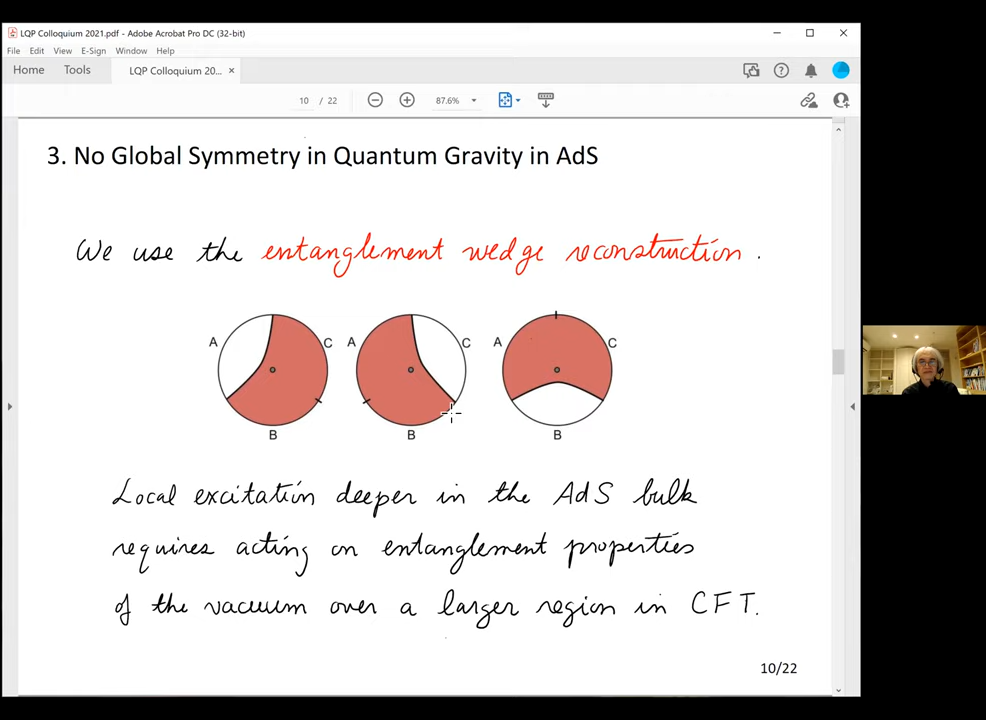 LQP Colloquium 2021.pdf - Adobe Acrobat Pro DC (32-bit)
File Edit View E-Sign Window Help
Home Tools LQP Colloquium 20... ×
10 / 22 87.6%
3. No Global Symmetry in Quantum Gravity in AdS
We use the entanglement wedge reconstruction.
A C A C A C
B B B
Local excitation deeper in the AdS bulk
requires acting on entanglement properties
of the vacuum over a larger region in CFT.
10/22